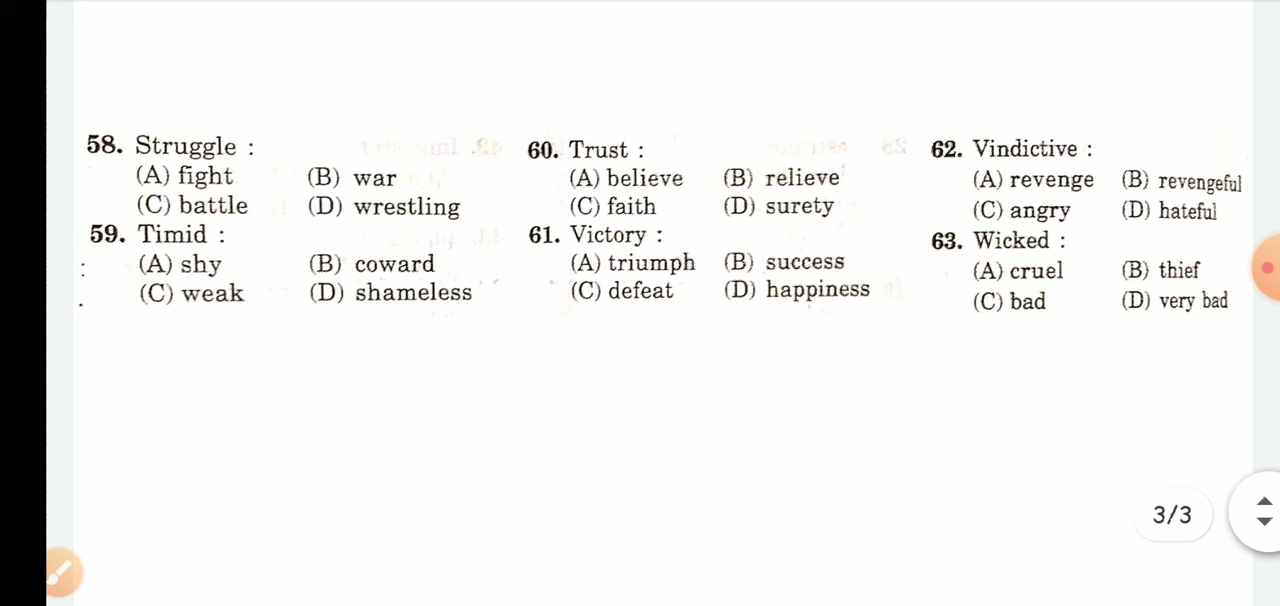 58. Struggle :
(A) fight (B) war
(C) battle (D) wrestling
59. Timid :
(A) shy (B) coward
(C) weak (D) shameless
60. Trust :
(A) believe (B) relieve
(C) faith (D) surety
61. Victory :
(A) triumph (B) success
(C) defeat (D) happiness
62. Vindictive :
(A) revenge (B) revengeful
(C) angry (D) hateful
63. Wicked :
(A) cruel (B) thief
(C) bad (D) very bad
3/3